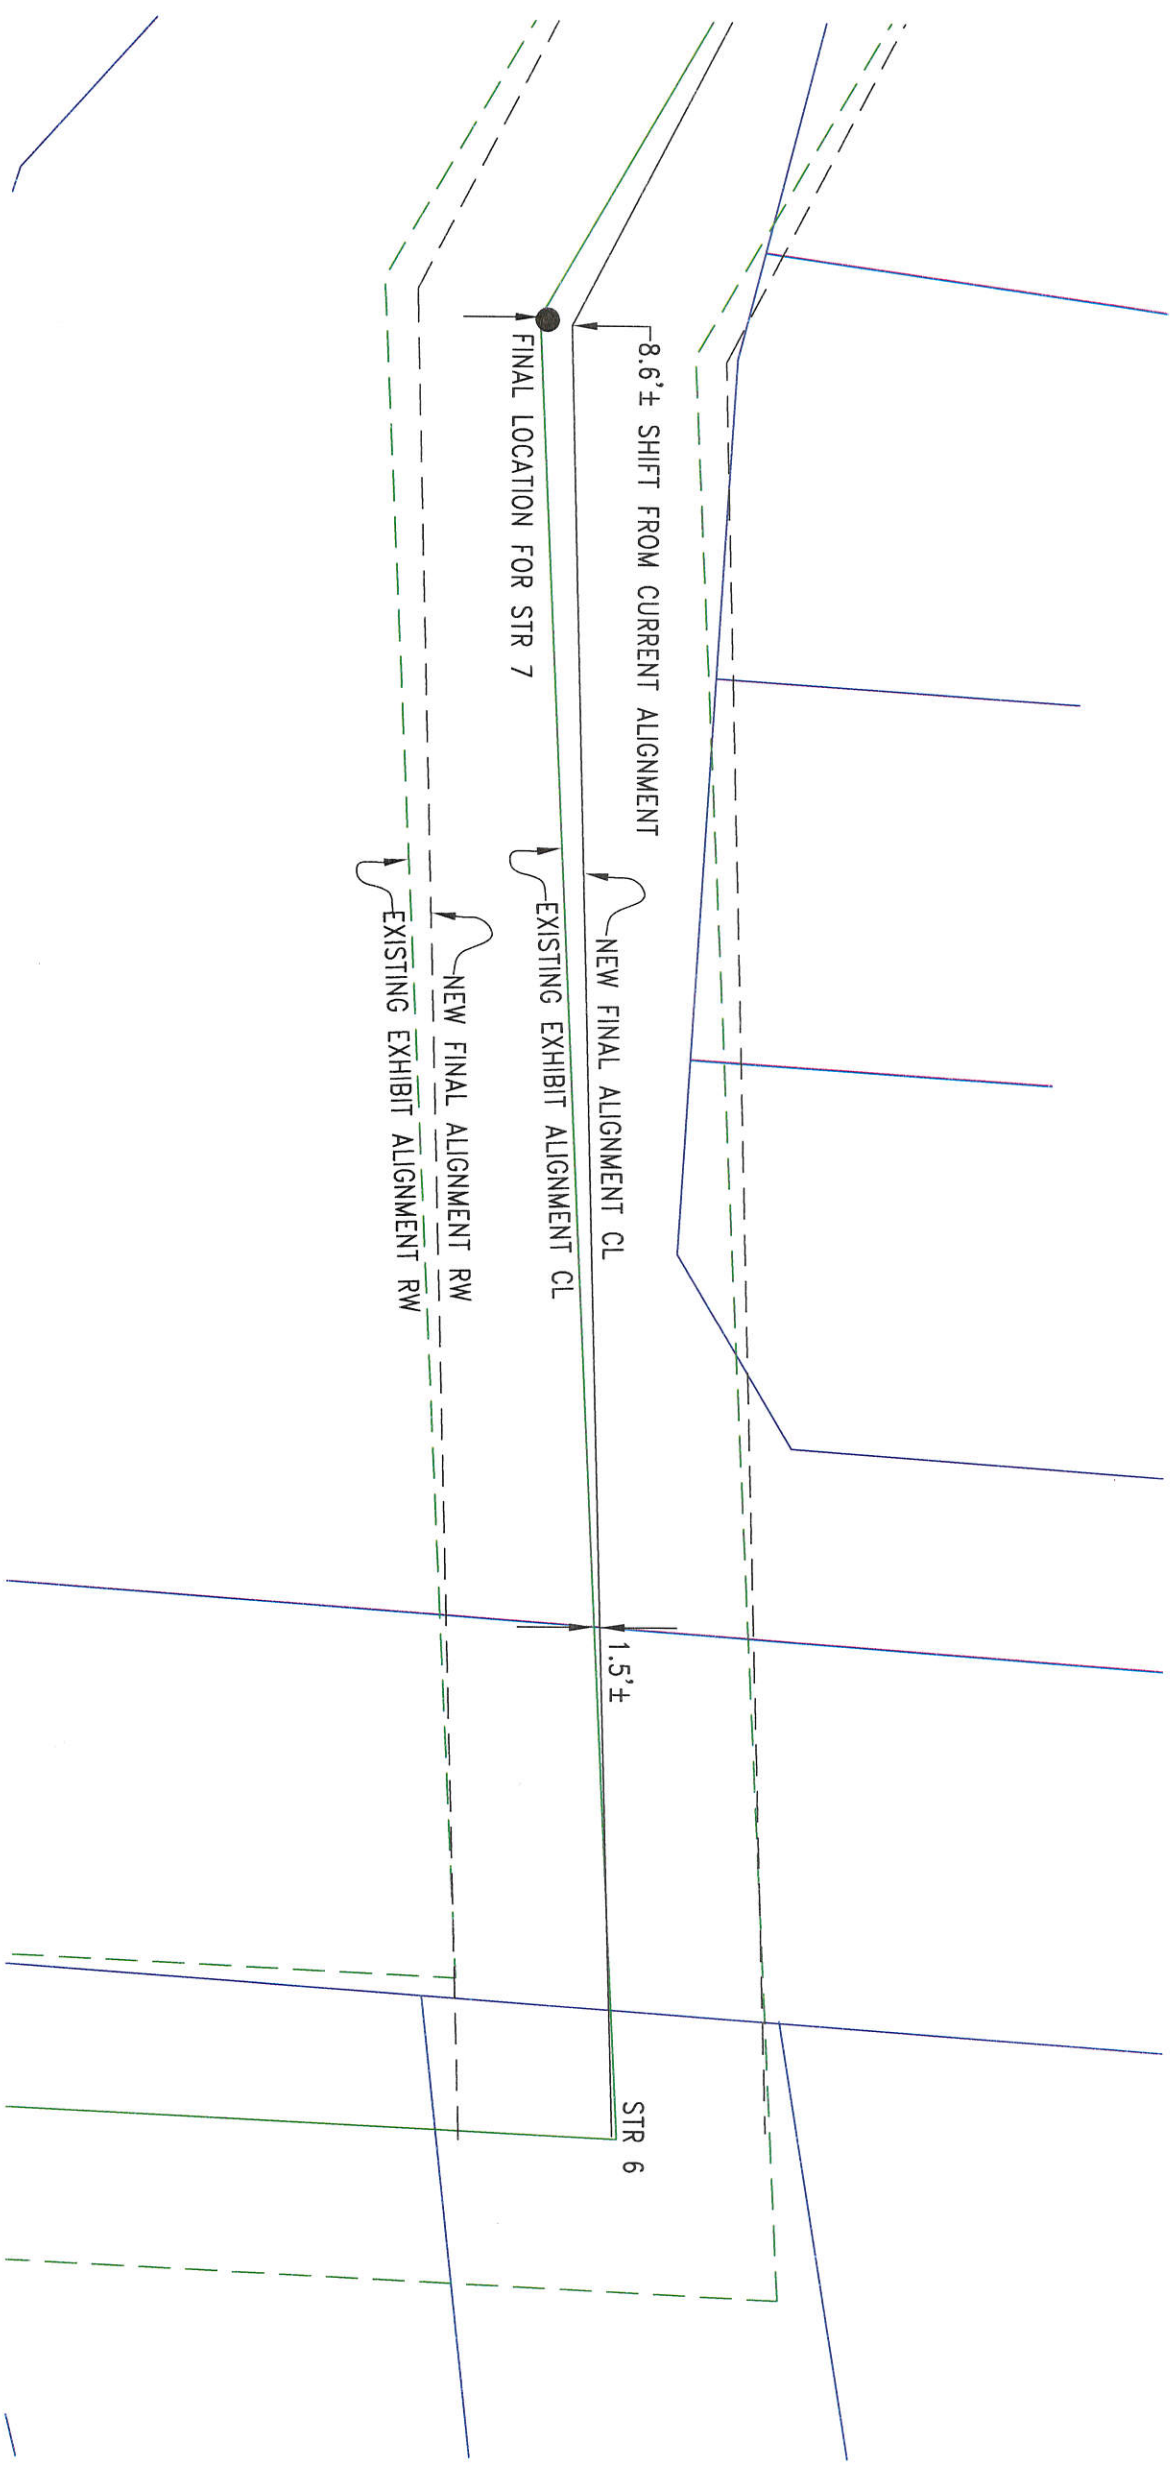 8.6'± SHIFT FROM CURRENT ALIGNMENT
FINAL LOCATION FOR STR 7
NEW FINAL ALIGNMENT CL
EXISTING EXHIBIT ALIGNMENT CL
NEW FINAL ALIGNMENT RW
EXISTING EXHIBIT ALIGNMENT RW
1.5'±
STR 6